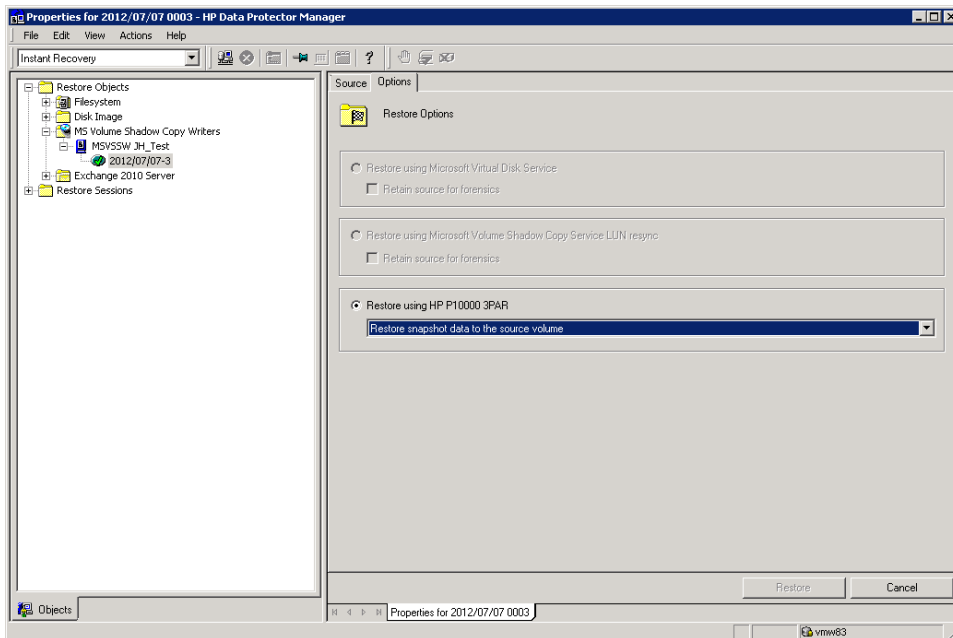 Properties for 2012/07/07 0003 - HP Data Protector Manager
File Edit View Actions Help
Instant Recovery
Restore Objects
Filesystem
Disk Image
MS Volume Shadow Copy Writers
MSVSSW JH_Test
2012/07/07-3
Exchange 2010 Server
Restore Sessions
Objects
Source Options
Restore Options
Restore using Microsoft Virtual Disk Service
Retain source for forensics
Restore using Microsoft Volume Shadow Copy Service LUN resync
Retain source for forensics
Restore using HP P10000 3PAR
Restore snapshot data to the source volume
Restore Cancel
Properties for 2012/07/07 0003
vmw83